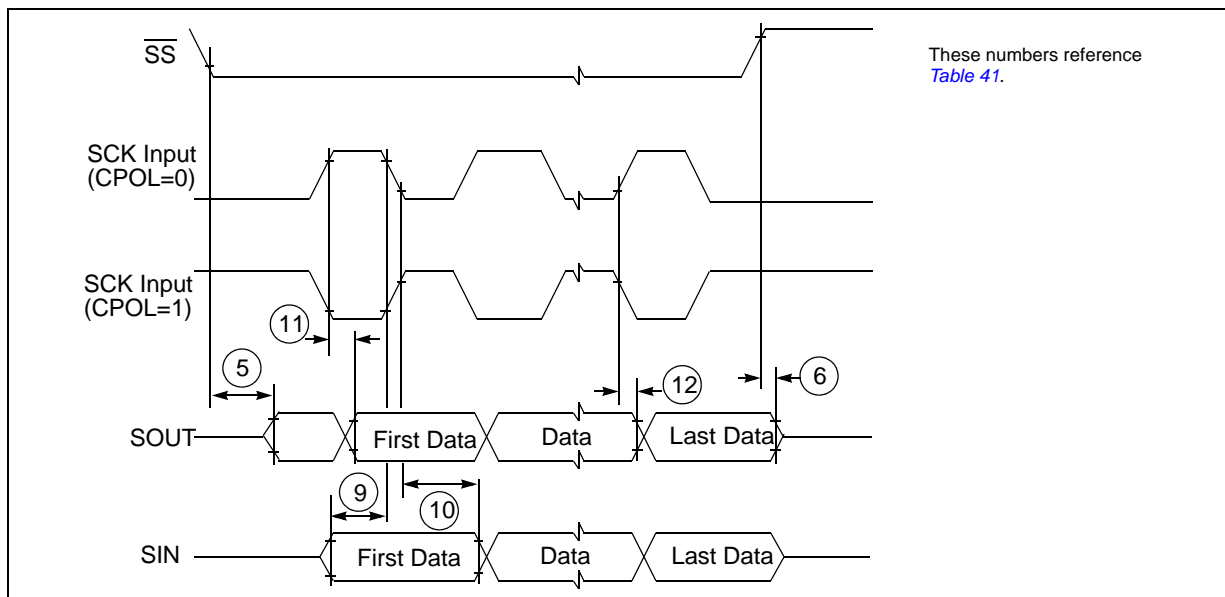 SS
These numbers reference
Table 41.
SCK Input
(CPOL=0)
SCK Input
(CPOL=1)
11
5
12
6
SOUT
First Data
Data
Last Data
9
10
SIN
First Data
Data
Last Data